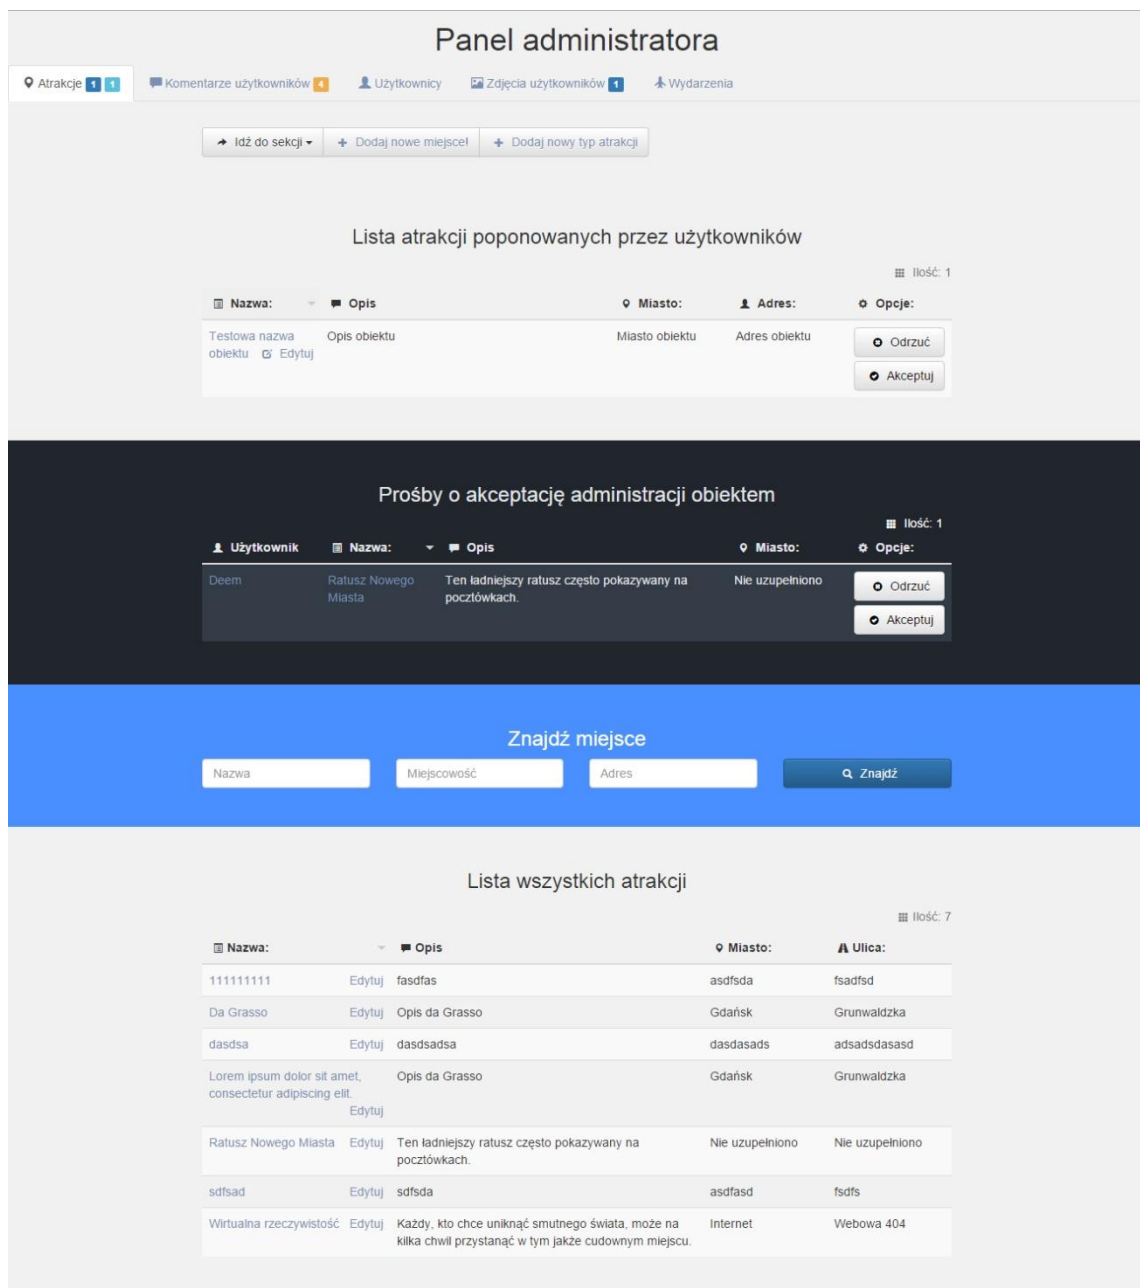 Panel administratora
Atrakcje 1 1 Komentarze użytkowników 4 Użytkownicy Zdjęcia użytkowników 1 Wydarzenia
Idź do sekcji + Dodaj nowe miejsce! + Dodaj nowy typ atrakcji
Lista atrakcji poponowanych przez użytkowników
Ilość: 1
Nazwa: Opis Miasto: Adres: Opcje:
Testowa nazwa Opis obiektu Miasto obiektu Adres obiektu Odrzuć
obiektu Edytuj
Akceptuj
Prośby o akceptację administracji obiektem
Ilość: 1
Użytkownik Nazwa: Opis Miasto: Opcje:
Deem Ratusz Nowego Ten ładniejszy ratusz często pokazywany na Nie uzupełniono Odrzuć
Miasta pocztówkach.
Akceptuj
Znajdź miejsce
Nazwa Miejscowość Adres Znajdź
Lista wszystkich atrakcji
Ilość: 7
Nazwa: Opis Miasto: Ulica:
111111111 Edytuj fasdfas asdfsda fsadfsd
Da Grasso Edytuj Opis da Grasso Gdańsk Grunwaldzka
dasdsa Edytuj dasdsadsa dasdasads adsadsdasasd
Lorem ipsum dolor sit amet, Opis da Grasso Gdańsk Grunwaldzka
consectetur adipiscing elit.
Edytuj
Ratusz Nowego Miasta Edytuj Ten ładniejszy ratusz często pokazywany na Nie uzupełniono Nie uzupełniono
pocztówkach.
sdfsad Edytuj sdfsda asdfasd fsdfs
Wirtualna rzeczywistość Edytuj Każdy, kto chce uniknąć smutnego świata, może na Internet Webowa 404
kilka chwil przystanąć w tym jakże cudownym miejscu.